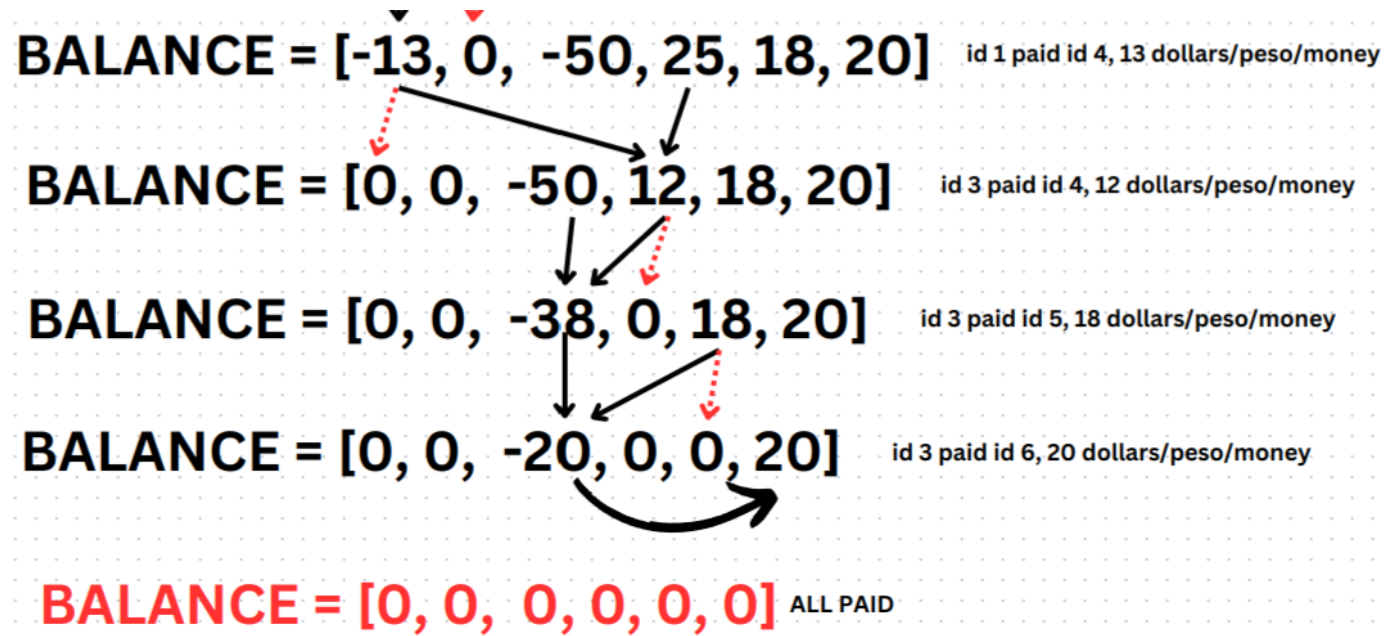 BALANCE = [-13, 0, -50, 25, 18, 20] id 1 paid id 4, 13 dollars/peso/money
BALANCE = [0, 0, -50, 12, 18, 20] id 3 paid id 4, 12 dollars/peso/money
BALANCE = [0, 0, -38, 0, 18, 20] id 3 paid id 5, 18 dollars/peso/money
BALANCE = [0, 0, -20, 0, 0, 20] id 3 paid id 6, 20 dollars/peso/money
BALANCE = [0, 0, 0, 0, 0, 0] ALL PAID